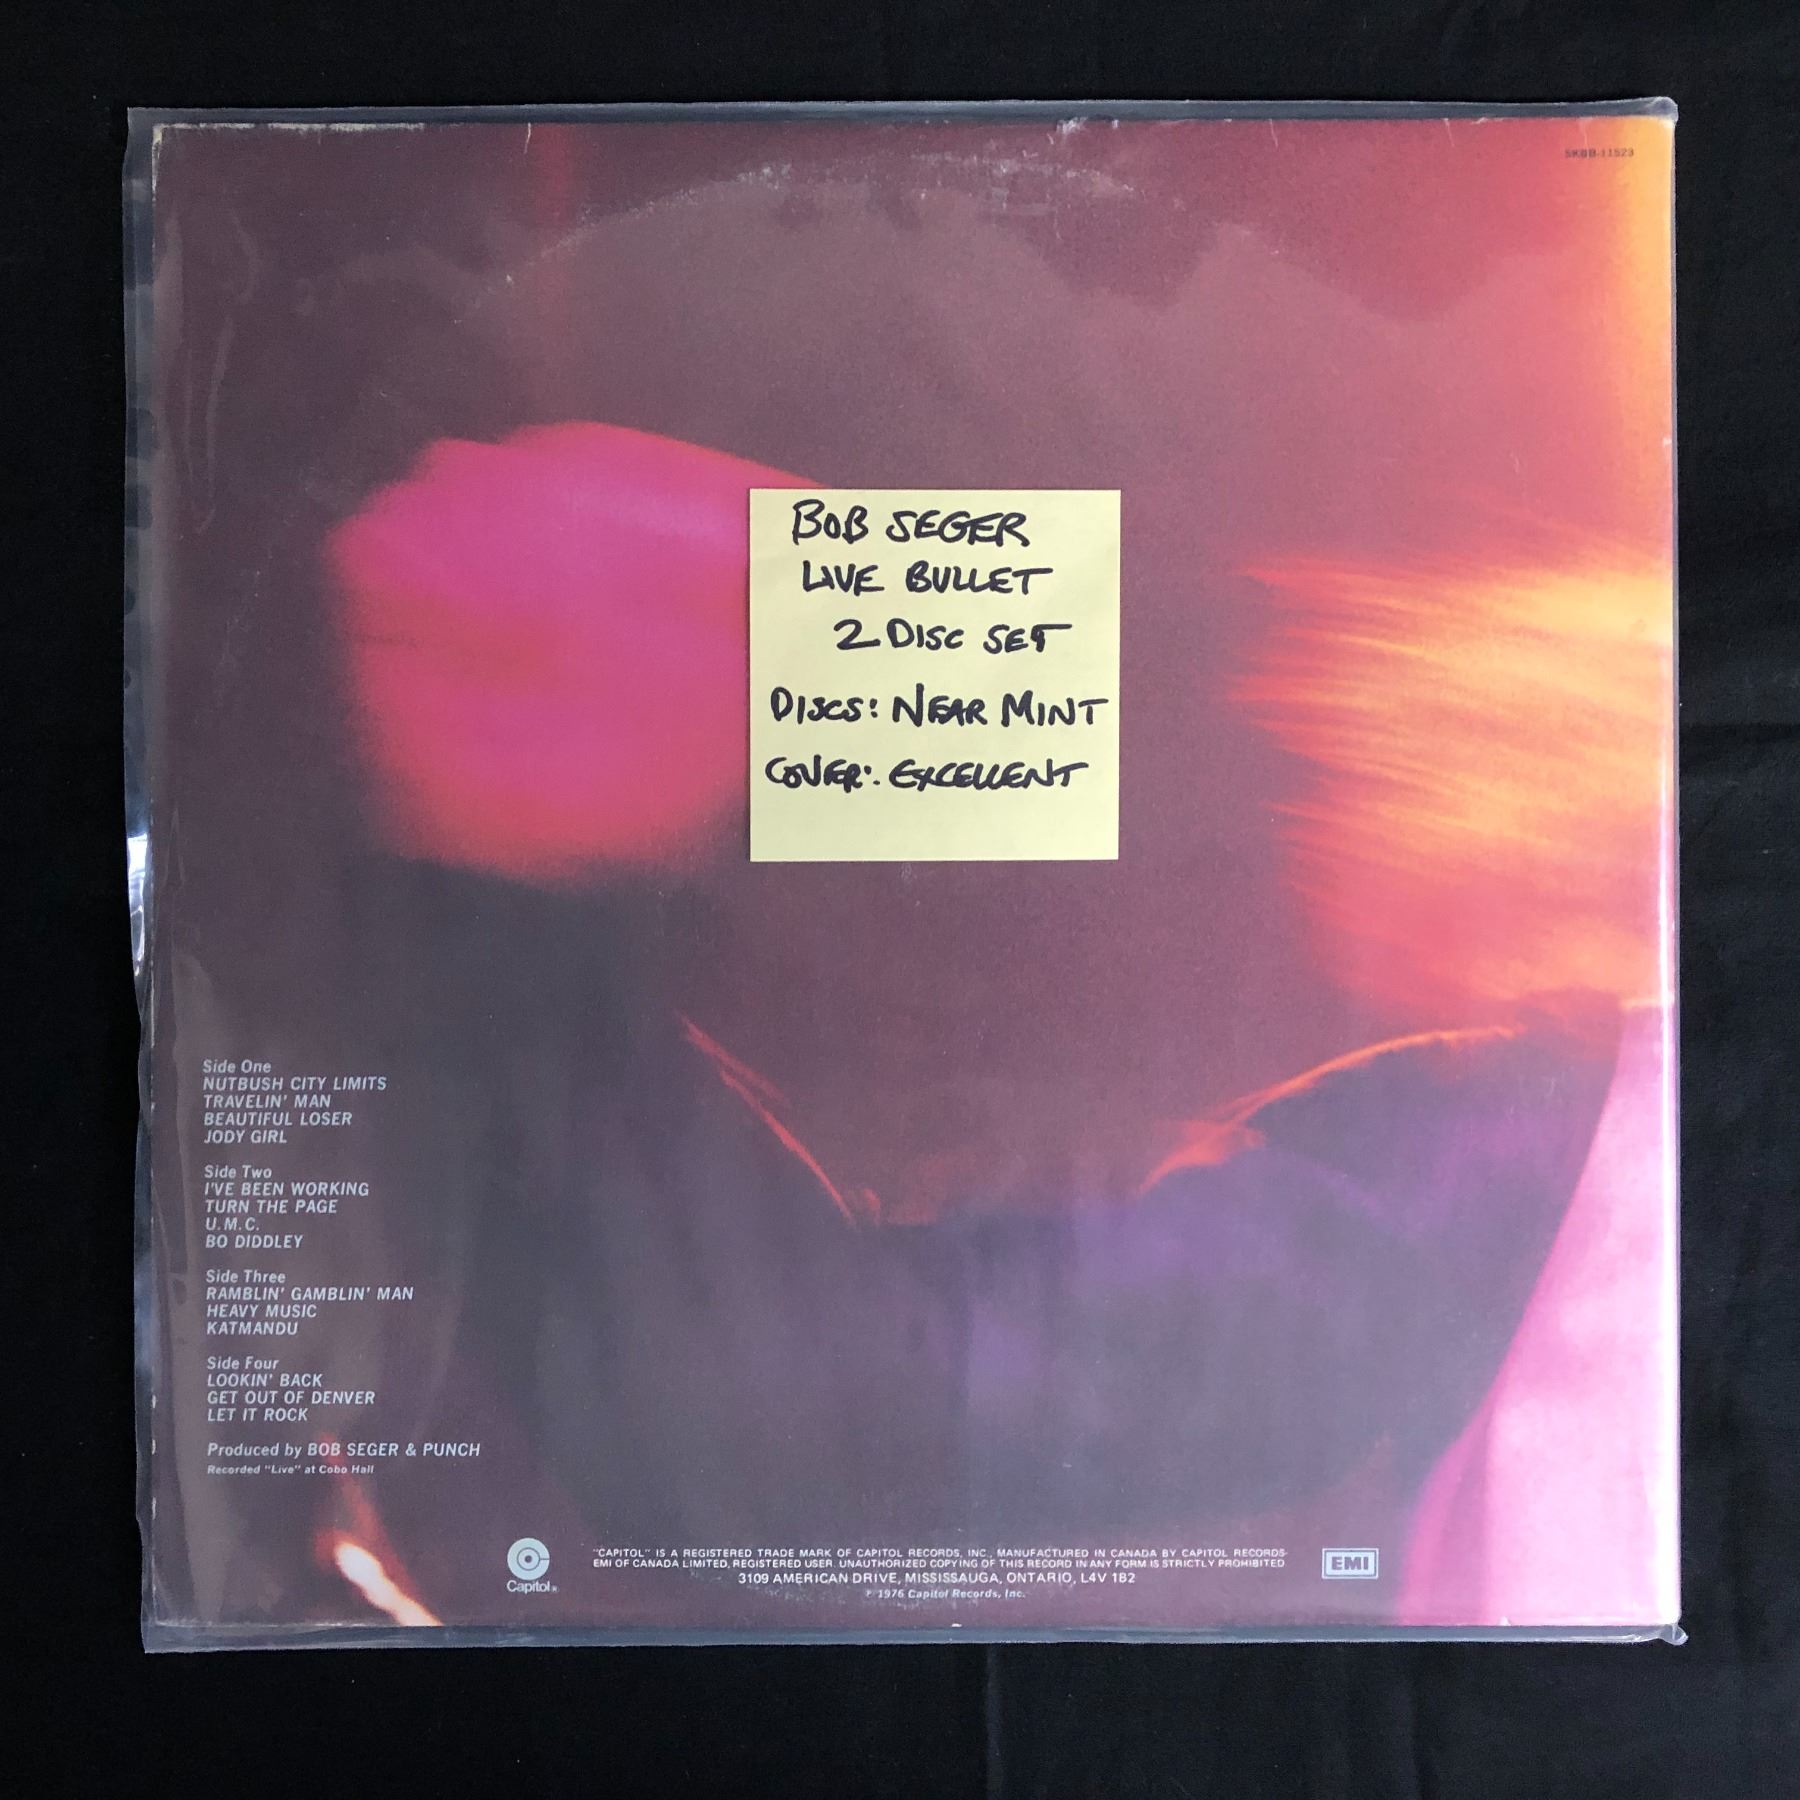 SKBB-11523
BOB SEGER
LIVE BULLET
2 DISC SET
DISCS: NEAR MINT
COVER: EXCELLENT
Side One
NUTBUSH CITY LIMITS
TRAVELIN' MAN
BEAUTIFUL LOSER
JODY GIRL
Side Two
I'VE BEEN WORKING
TURN THE PAGE
U.M.C.
BO DIDDLEY
Side Three
RAMBLIN' GAMBLIN' MAN
HEAVY MUSIC
KATMANDU
Side Four
LOOKIN' BACK
GET OUT OF DENVER
LET IT ROCK
Produced by BOB SEGER & PUNCH
Recorded "Live" at Cobo Hall
Capitol®
"CAPITOL" IS A REGISTERED TRADE MARK OF CAPITOL RECORDS, INC., MANUFACTURED IN CANADA BY CAPITOL RECORDS-
EMI OF CANADA LIMITED, REGISTERED USER. UNAUTHORIZED COPYING OF THIS RECORD IN ANY FORM IS STRICTLY PROHIBITED
3109 AMERICAN DRIVE, MISSISSAUGA, ONTARIO, L4V 1B2
℗ 1976 Capitol Records, Inc.
EMI